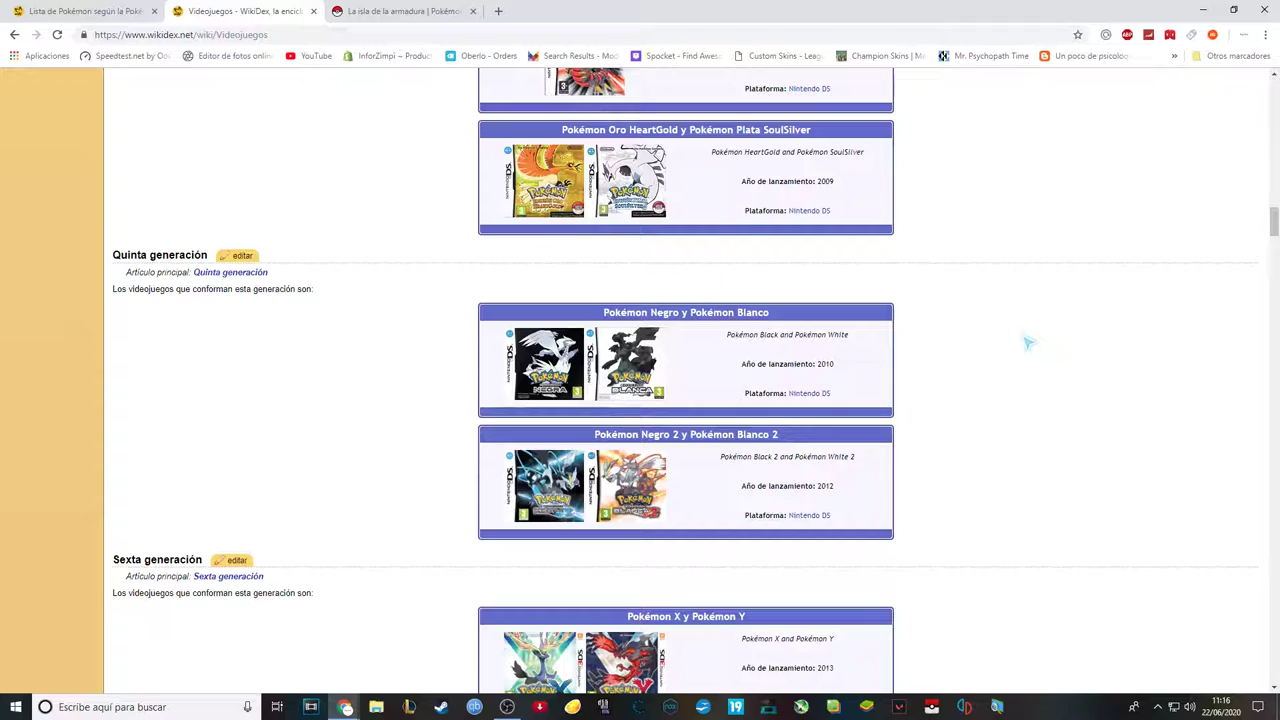 Lista de Pokémon según la Poké
Videojuegos - WikiDex, la encicl
La isla de la armadura | Pokémo
https://www.wikidex.net/wiki/Videojuegos
Aplicaciones
Speedtest.net by Oo
Editor de fotos online
YouTube
InforZimpi ~ Product
Oberlo - Orders
Search Results - Mod
Spocket - Find Aweso
Custom Skins - Leag
Champion Skins | Me
Mr. Psychopath Time
Un poco de psicolog
»
Otros marcadores
Plataforma: Nintendo DS
Pokémon Oro HeartGold y Pokémon Plata SoulSilver
Pokémon HeartGold and Pokémon SoulSilver
Año de lanzamiento: 2009
Plataforma: Nintendo DS
Quinta generación editar
Artículo principal: Quinta generación
Los videojuegos que conforman esta generación son:
Pokémon Negro y Pokémon Blanco
Pokémon Black and Pokémon White
Año de lanzamiento: 2010
Plataforma: Nintendo DS
Pokémon Negro 2 y Pokémon Blanco 2
Pokémon Black 2 and Pokémon White 2
Año de lanzamiento: 2012
Plataforma: Nintendo DS
Sexta generación editar
Artículo principal: Sexta generación
Los videojuegos que conforman esta generación son:
Pokémon X y Pokémon Y
Pokémon X and Pokémon Y
Año de lanzamiento: 2013
Escribe aquí para buscar
11:16
22/06/2020